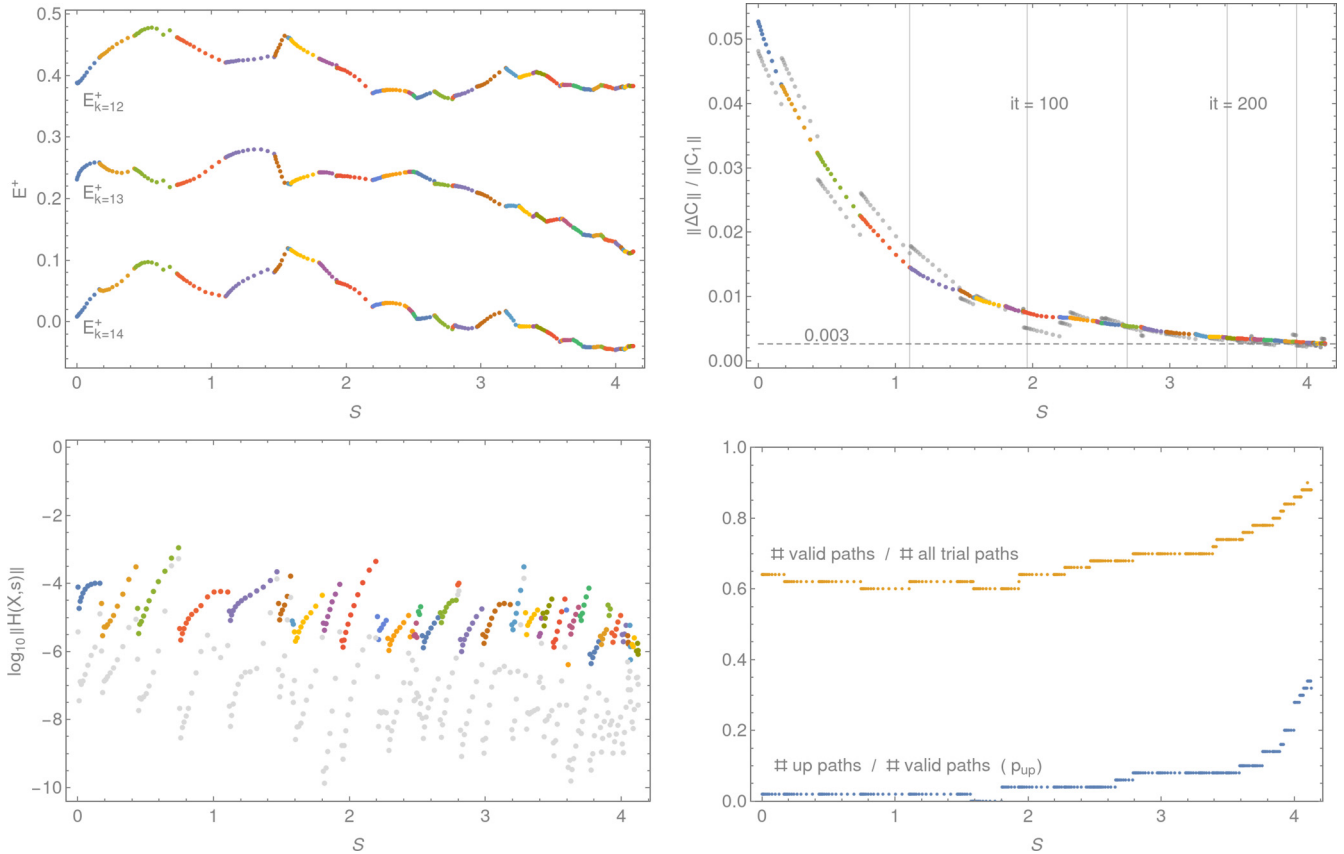 0.5
0.4
0.3
0.2
0.1
0.0
E⁺
E⁺ₖ₌₁₂
E⁺ₖ₌₁₃
E⁺ₖ₌₁₄
0 1 2 3 4
S
0.05
0.04
0.03
0.02
0.01
0.00
‖ΔC‖ / ‖C₁‖
it = 100
it = 200
0.003
0 1 2 3 4
S
0
−2
−4
−6
−8
−10
log₁₀‖H(X,s)‖
0 1 2 3 4
S
1.0
0.8
0.6
0.4
0.2
0.0
# valid paths / # all trial paths
# up paths / # valid paths ( p_up)
0 1 2 3 4
S